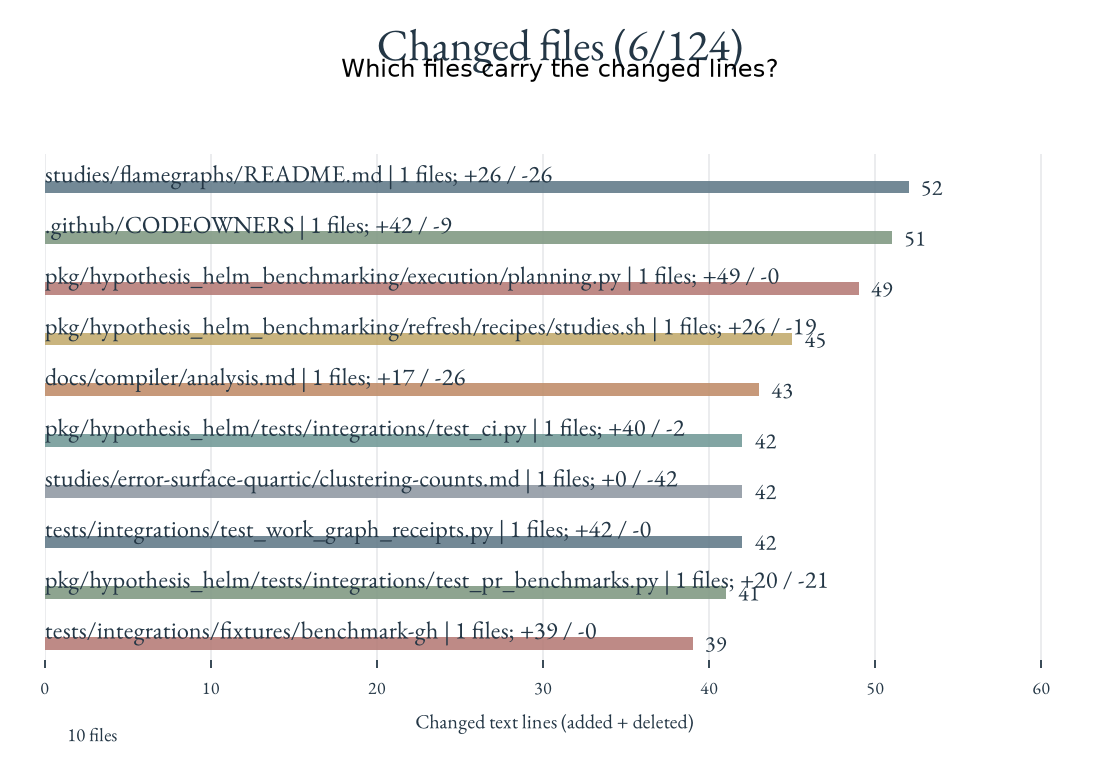 Changed files (6/124)
Which files carry the changed lines?
studies/flamegraphs/README.md | 1 files; +26 / -26
52
.github/CODEOWNERS | 1 files; +42 / -9
51
pkg/hypothesis_helm_benchmarking/execution/planning.py | 1 files; +49 / -0
49
pkg/hypothesis_helm_benchmarking/refresh/recipes/studies.sh | 1 files; +26 / -19
45
docs/compiler/analysis.md | 1 files; +17 / -26
43
pkg/hypothesis_helm/tests/integrations/test_ci.py | 1 files; +40 / -2
42
studies/error-surface-quartic/clustering-counts.md | 1 files; +0 / -42
42
tests/integrations/test_work_graph_receipts.py | 1 files; +42 / -0
42
pkg/hypothesis_helm/tests/integrations/test_pr_benchmarks.py | 1 files; +20 / -21
41
tests/integrations/fixtures/benchmark-gh | 1 files; +39 / -0
39
0 10 20 30 40 50 60
Changed text lines (added + deleted)
10 files